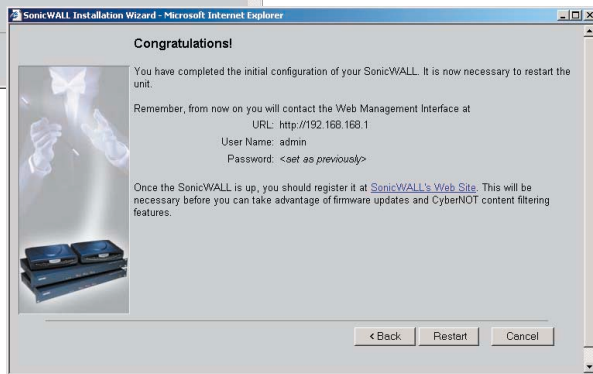 SonicWALL Installation Wizard - Microsoft Internet Explorer
Congratulations!
You have completed the initial configuration of your SonicWALL. It is now necessary to restart the
unit.
Remember, from now on you will contact the Web Management Interface at
URL: http://192.168.168.1
User Name: admin
Password: <set as previously>
Once the SonicWALL is up, you should register it at SonicWALL's Web Site. This will be
necessary before you can take advantage of firmware updates and CyberNOT content filtering
features.
< Back Restart Cancel